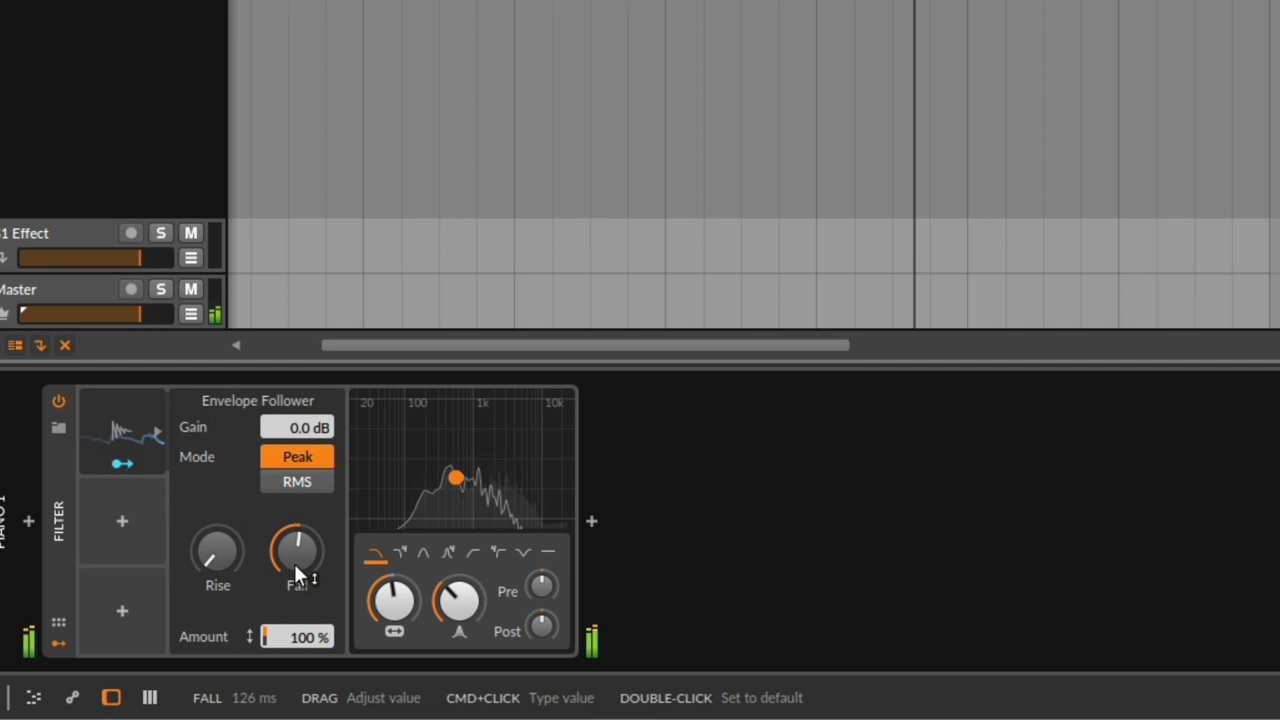 S1 Effect
S M
Master
S M
Envelope Follower
20 100 1k 10k
Gain 0.0 dB
Mode Peak
RMS
FILTER
Rise
Pre
Post
Amount 100 %
FALL 126 ms DRAG Adjust value CMD+CLICK Type value DOUBLE-CLICK Set to default